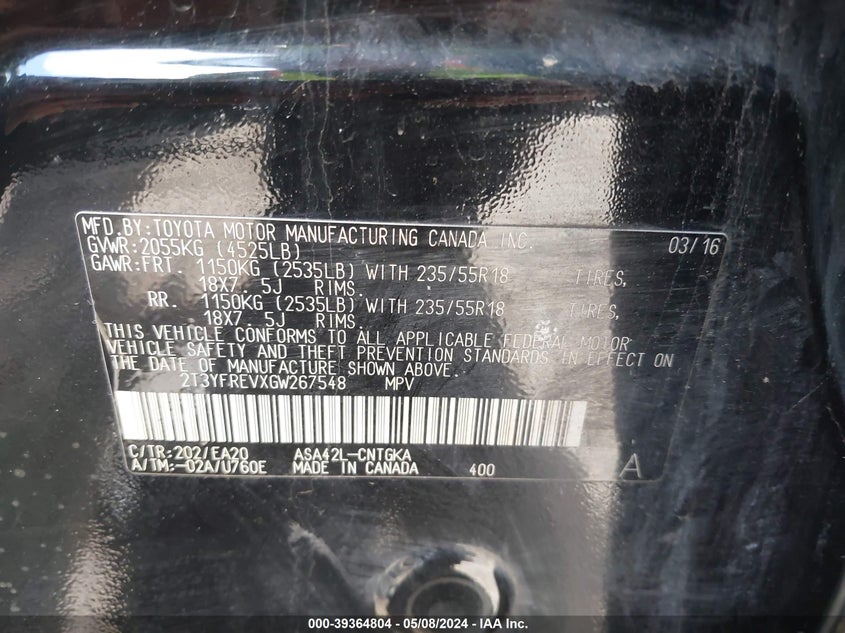 MFD.BY:TOYOTA MOTOR MANUFACTURING CANADA INC. 03/16
GVWR:2055KG (4525LB)
GAWR:FRT. 1150KG (2535LB) WITH 235/55R18 TIRES,
18X7 5J RIMS.
RR. 1150KG (2535LB) WITH 235/55R18 TIRES,
18X7 5J RIMS.
THIS VEHICLE CONFORMS TO ALL APPLICABLE FEDERAL MOTOR
VEHICLE SAFETY AND THEFT PREVENTION STANDARDS IN EFFECT ON
THE DATE OF MANUFACTURE SHOWN ABOVE.
2T3YFREVXGW267548 MPV
C/TR:202/EA20 ASA42L-CNTGKA
A/TM:-02A/U760E MADE IN CANADA 400 A
000-39364804 - 05/08/2024 - IAA Inc.